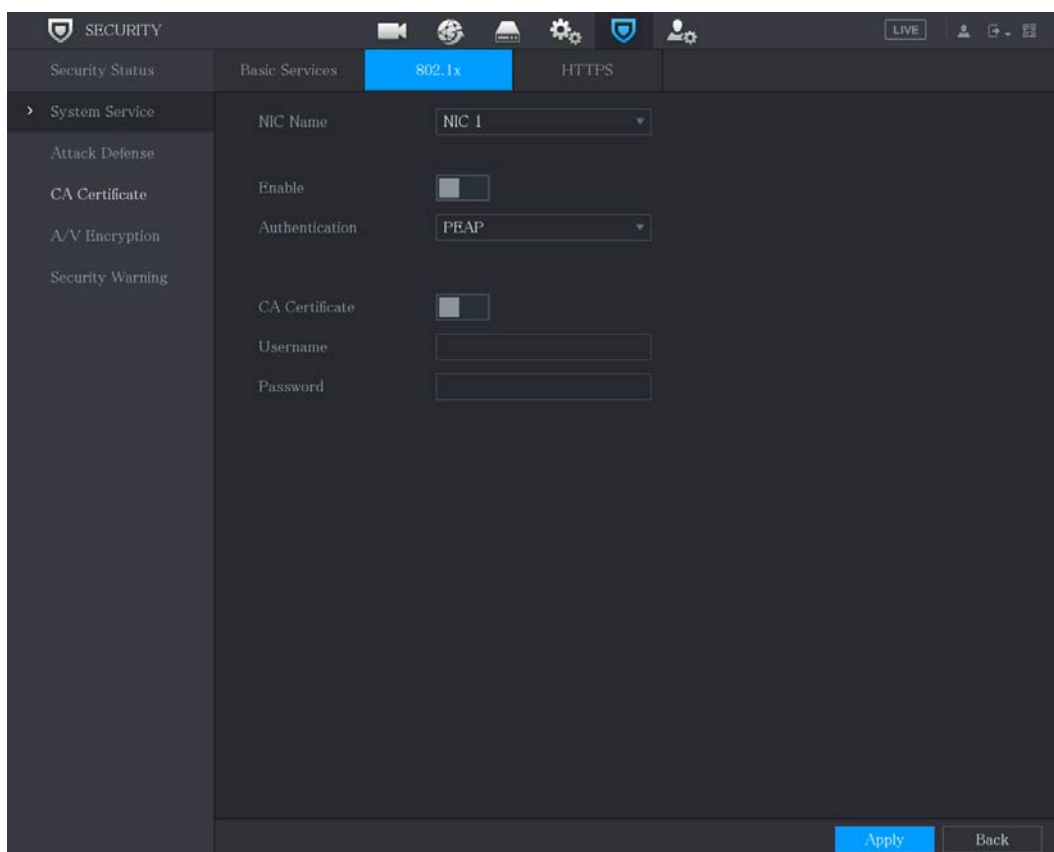 SECURITY
LIVE
Security Status
Basic Services
802.1x
HTTPS
System Service
NIC Name
NIC 1
Attack Defense
Enable
CA Certificate
Authentication
PEAP
A/V Encryption
Security Warning
CA Certificate
Username
Password
Apply
Back